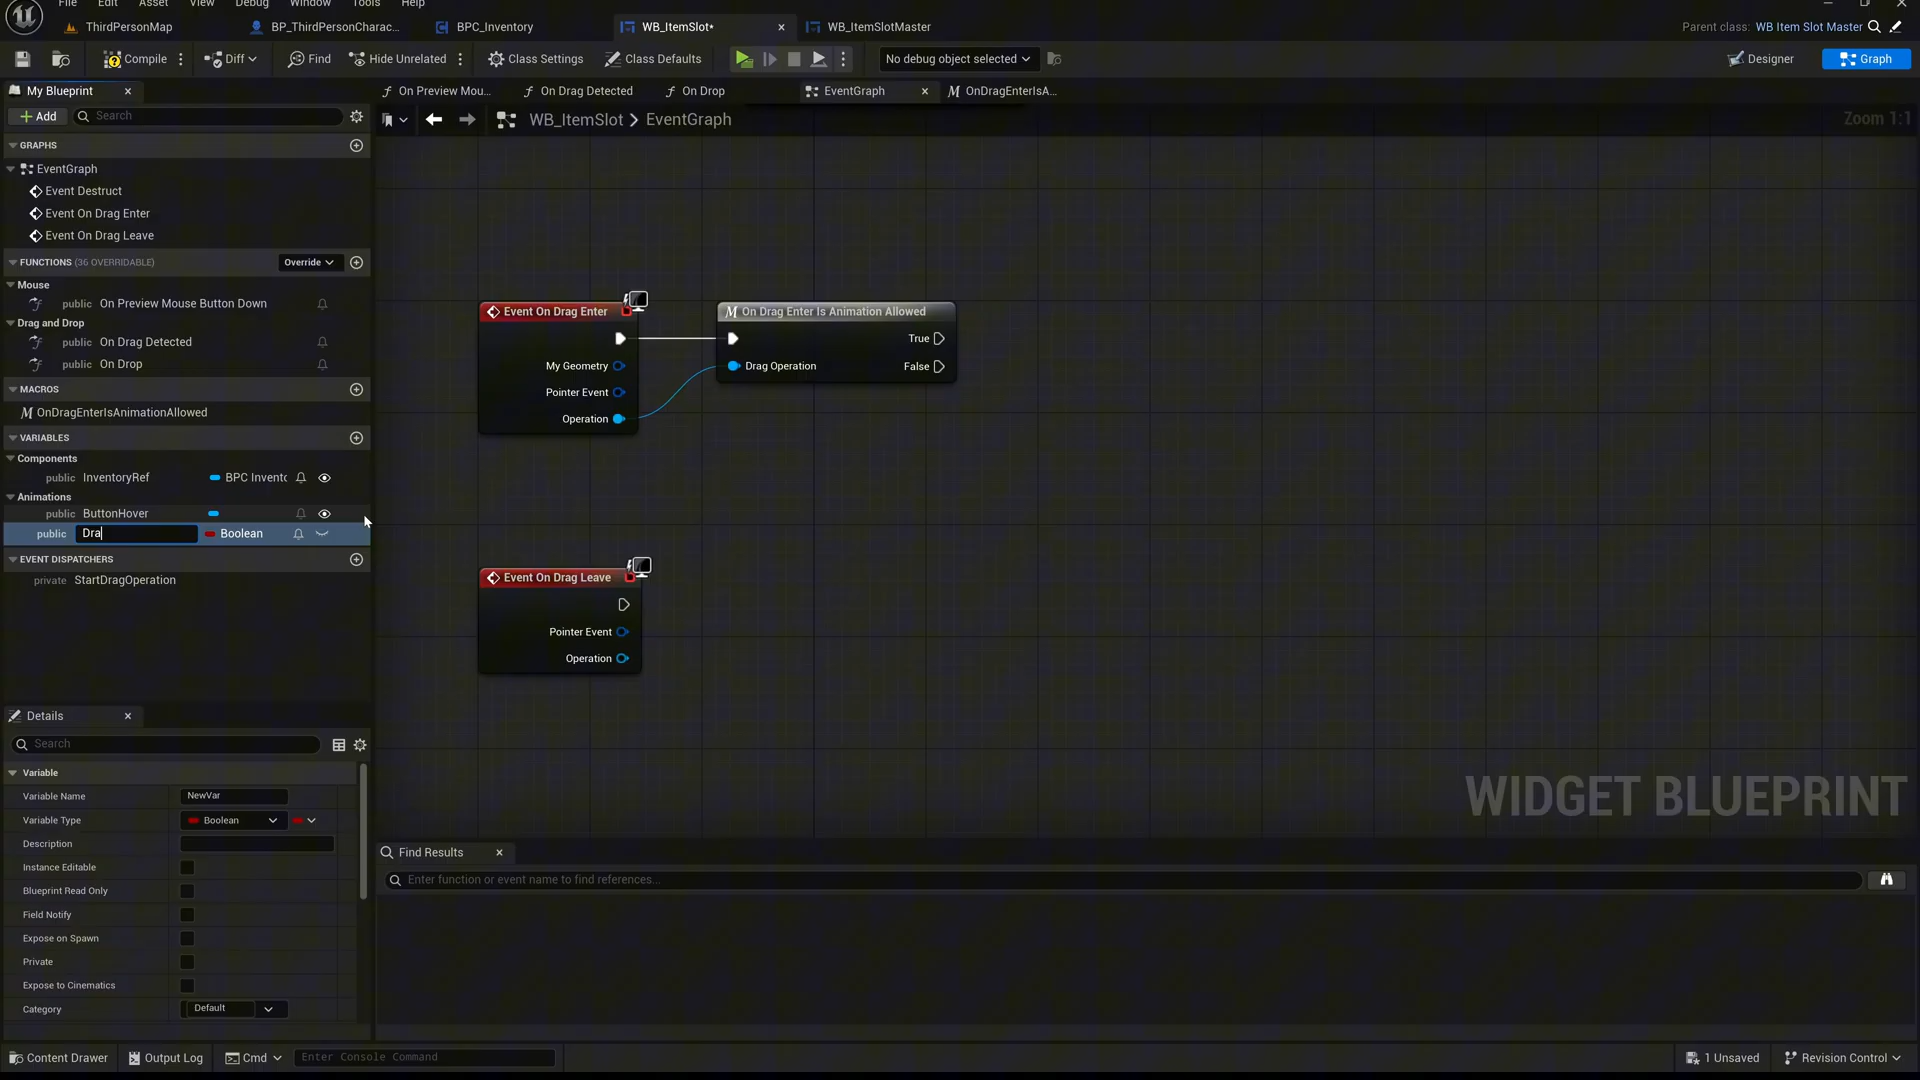 File Edit Asset View Debug Window Tools Help
ThirdPersonMap
BP_ThirdPersonCharac...
BPC_Inventory
WB_ItemSlot*
WB_ItemSlotMaster
Parent class: WB Item Slot Master
Compile
Diff
Find
Hide Unrelated
Class Settings
Class Defaults
No debug object selected
Designer
Graph
My Blueprint
On Preview Mou...
On Drag Detected
On Drop
EventGraph
OnDragEnterIsA...
Add
Search
WB_ItemSlot > EventGraph
Zoom 1:1
GRAPHS
EventGraph
Event Destruct
Event On Drag Enter
Event On Drag Leave
FUNCTIONS (36 OVERRIDABLE)
Override
Mouse
public On Preview Mouse Button Down
Drag and Drop
public On Drag Detected
public On Drop
MACROS
OnDragEnterIsAnimationAllowed
VARIABLES
Components
public InventoryRef BPC Invento
Animations
public ButtonHover
public Dra Boolean
EVENT DISPATCHERS
private StartDragOperation
Event On Drag Enter
My Geometry
Pointer Event
Operation
On Drag Enter Is Animation Allowed
True
Drag Operation
False
Event On Drag Leave
Pointer Event
Operation
WIDGET BLUEPRINT
Details
Search
Variable
Variable Name NewVar
Variable Type Boolean
Description
Instance Editable
Blueprint Read Only
Field Notify
Expose on Spawn
Private
Expose to Cinematics
Category Default
Find Results
Enter function or event name to find references...
Content Drawer
Output Log
Cmd
Enter Console Command
1 Unsaved
Revision Control